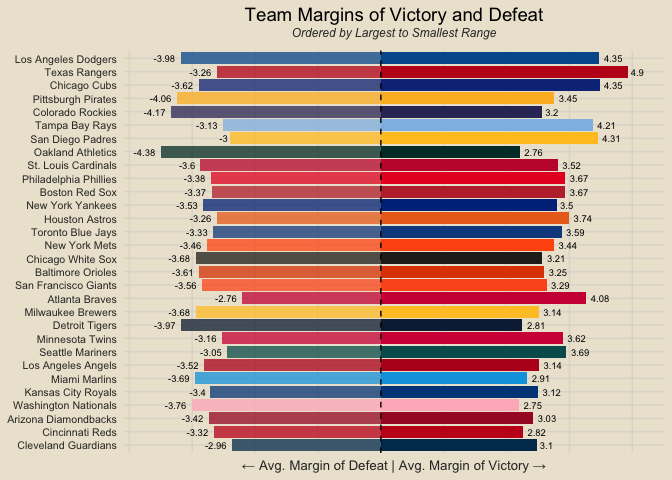 Team Margins of Victory and Defeat
Ordered by Largest to Smallest Range
Los Angeles Dodgers -3.98 4.35
Texas Rangers -3.26 4.9
Chicago Cubs -3.62 4.35
Pittsburgh Pirates -4.06 3.45
Colorado Rockies -4.17 3.2
Tampa Bay Rays -3.13 4.21
San Diego Padres -3 4.31
Oakland Athletics -4.38 2.76
St. Louis Cardinals -3.6 3.52
Philadelphia Phillies -3.38 3.67
Boston Red Sox -3.37 3.67
New York Yankees -3.53 3.5
Houston Astros -3.26 3.74
Toronto Blue Jays -3.33 3.59
New York Mets -3.46 3.44
Chicago White Sox -3.68 3.21
Baltimore Orioles -3.61 3.25
San Francisco Giants -3.56 3.29
Atlanta Braves -2.76 4.08
Milwaukee Brewers -3.68 3.14
Detroit Tigers -3.97 2.81
Minnesota Twins -3.16 3.62
Seattle Mariners -3.05 3.69
Los Angeles Angels -3.52 3.14
Miami Marlins -3.69 2.91
Kansas City Royals -3.4 3.12
Washington Nationals -3.76 2.75
Arizona Diamondbacks -3.42 3.03
Cincinnati Reds -3.32 2.82
Cleveland Guardians -2.96 3.1
← Avg. Margin of Defeat | Avg. Margin of Victory →